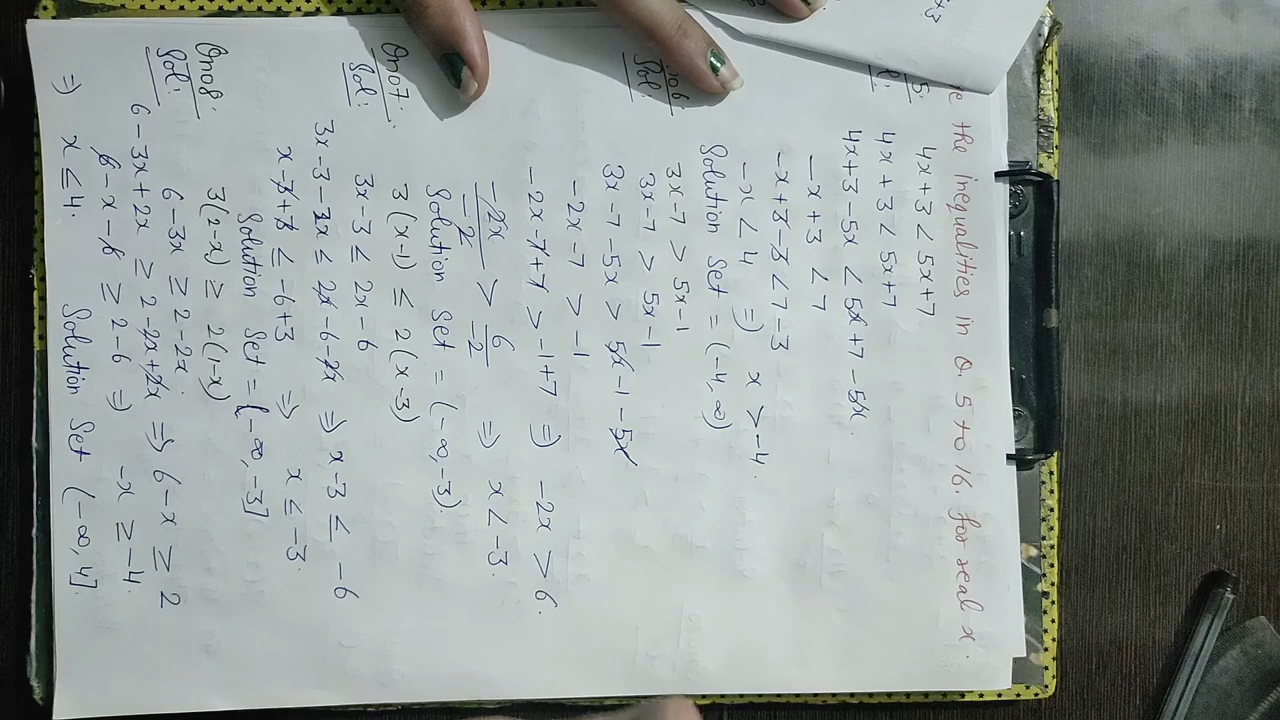 x+3
the inequalities in Q. 5 to 16. for real x.
5. 4x+3 < 5x+7
4x+3 < 5x+7
4x+3-5x < 5x+7-5x.
-x+3 < 7
-x+3-3 < 7-3
-x < 4 => x > -4.
Solution Set = (-4, ∞)
no6. 3x-7 > 5x-1
Sol 3x-7 > 5x-1
3x-7-5x > 5x-1-5x
-2x-7 > -1
-2x-7+7 > -1+7 => -2x > 6.
-2x/-2 > 6/-2 => x < -3.
Solution Set = (-∞, -3).
Qno7. 3(x-1) ≤ 2(x-3)
Sol: 3x-3 ≤ 2x-6
3x-3-2x ≤ 2x-6-2x => x-3 ≤ -6
x-3+3 ≤ -6+3 => x ≤ -3.
Solution Set = (-∞, -3]
Qno8. 3(2-x) ≥ 2(1-x)
Sol: 6-3x ≥ 2-2x
6-3x+2x ≥ 2-2x+2x => 6-x ≥ 2
6-x-6 ≥ 2-6 => -x ≥ -4.
=> x ≤ 4. Solution Set (-∞, 4].